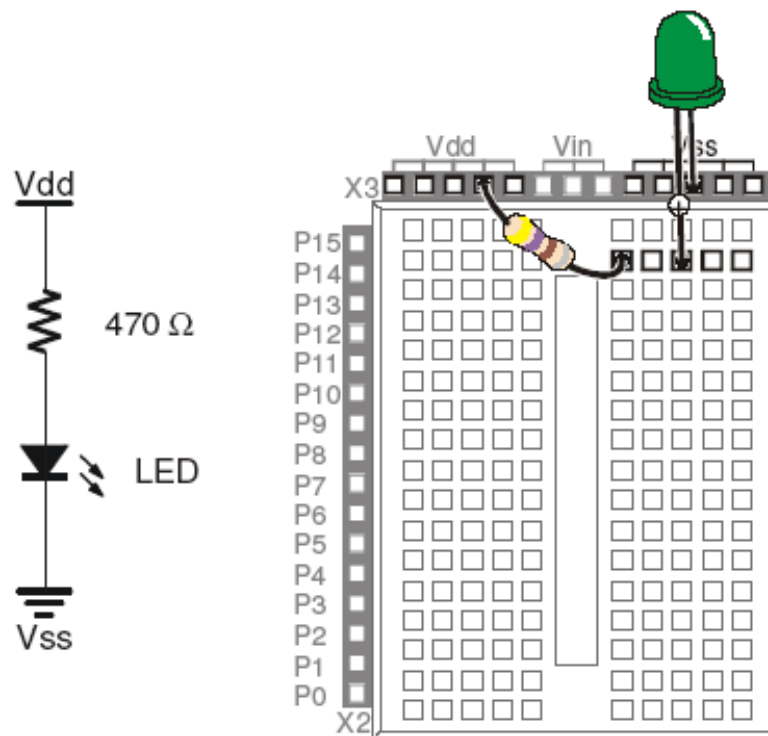 Vdd
470 Ω
LED
Vss
Vdd Vin Vss
X3
P15
P14
P13
P12
P11
P10
P9
P8
P7
P6
P5
P4
P3
P2
P1
P0
X2